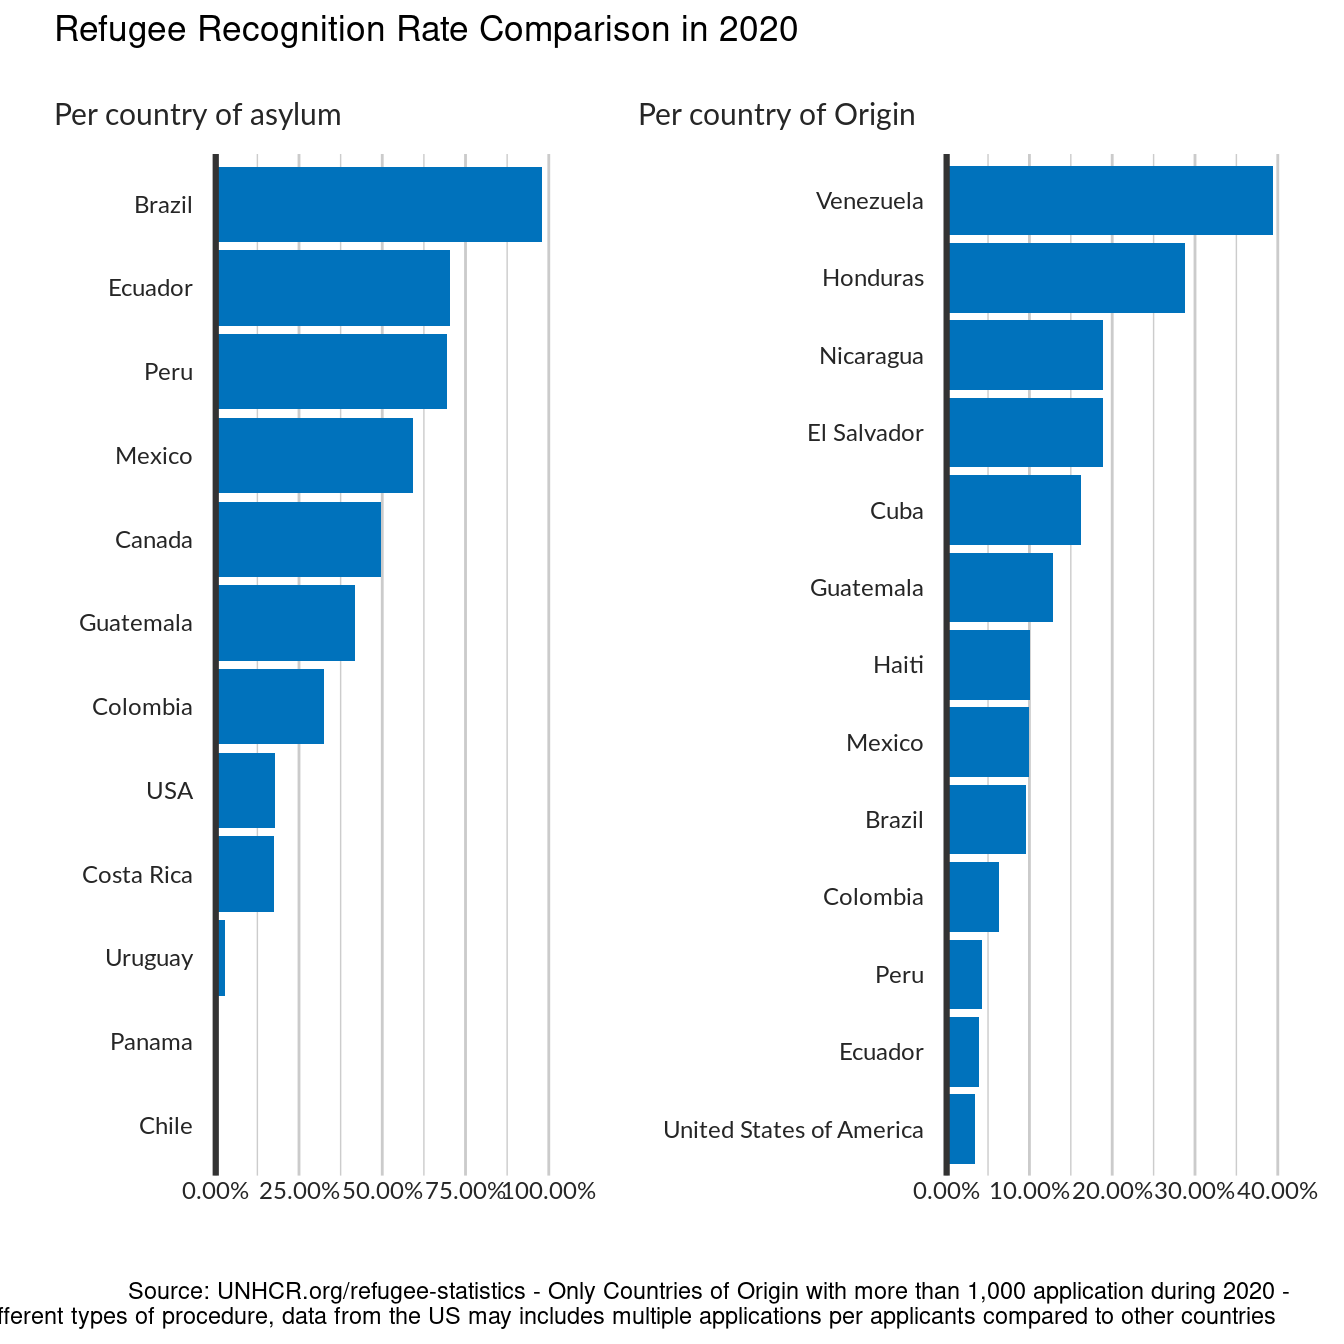 Refugee Recognition Rate Comparison in 2020
Per country of asylum
Brazil
Ecuador
Peru
Mexico
Canada
Guatemala
Colombia
USA
Costa Rica
Uruguay
Panama
Chile
0.00% 25.00% 50.00% 75.00% 100.00%
Per country of Origin
Venezuela
Honduras
Nicaragua
El Salvador
Cuba
Guatemala
Haiti
Mexico
Brazil
Colombia
Peru
Ecuador
United States of America
0.00% 10.00% 20.00% 30.00% 40.00%
Source: UNHCR.org/refugee-statistics - Only Countries of Origin with more than 1,000 application during 2020 -
fferent types of procedure, data from the US may includes multiple applications per applicants compared to other countries